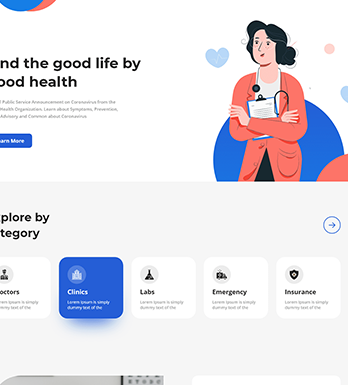 nd the good life by
ood health
Public Service Announcement on Coronavirus from the
Health Organization. Learn about Symptoms, Prevention,
Advisory and Common about Coronavirus
arn More
xplore by
tegory
octors
Lorem Ipsum is simply
dummy text of the
Clinics
Lorem Ipsum is simply
dummy text of the
Labs
Lorem Ipsum is simply
dummy text of the
Emergency
Lorem Ipsum is simply
dummy text of the
Insurance
Lorem Ipsum is simply
dummy text of the